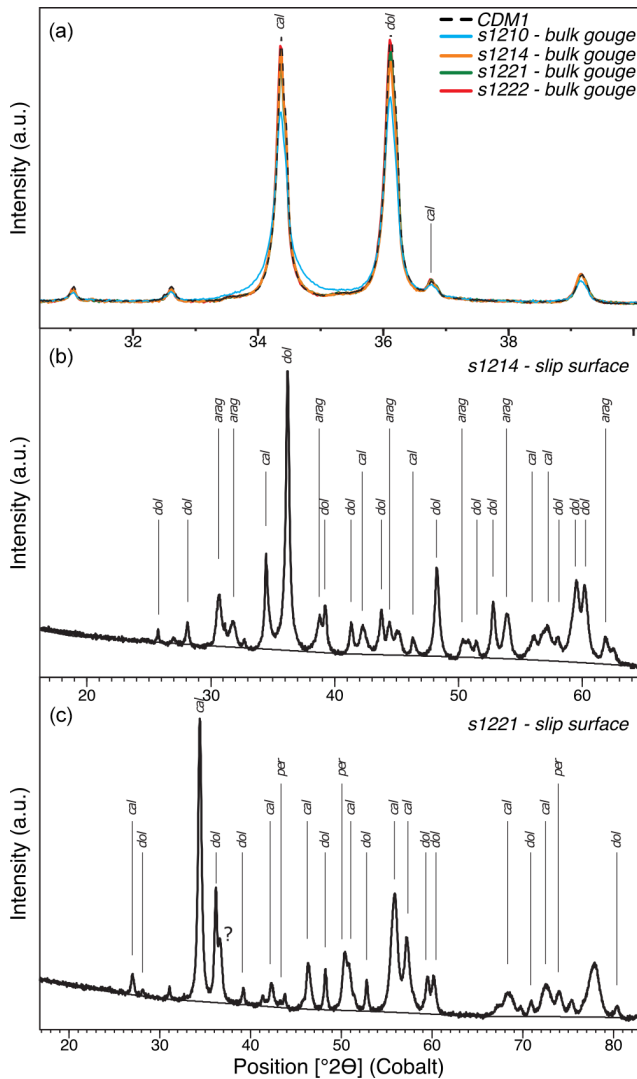 (a)
cal
dol
cal
CDM1
s1210 - bulk gouge
s1214 - bulk gouge
s1221 - bulk gouge
s1222 - bulk gouge
Intensity (a.u.)
32 34 36 38 40
(b)
s1214 - slip surface
dol
dol
dol
arag
arag
cal
arag
dol
dol
cal
dol
arag
cal
dol
arag
dol
dol
arag
cal
cal
dol
dol
dol
arag
Intensity (a.u.)
20 30 40 50 60
(c)
s1221 - slip surface
cal
cal
dol
dol
?
dol
cal
per
cal
dol
per
cal
dol
cal
cal
dol
dol
cal
dol
cal
per
dol
Intensity (a.u.)
20 30 40 50 60 70 80
Position [°2Θ] (Cobalt)